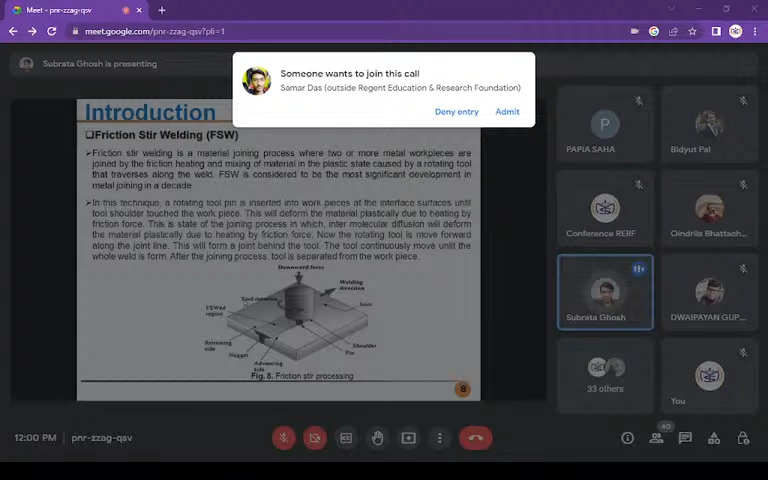 Meet - pnr-zzag-qsv
meet.google.com/pnr-zzag-qsv?pli=1
Subrata Ghosh is presenting
Someone wants to join this call
Samar Das (outside Regent Education & Research Foundation)
Deny entry
Admit
Introduction
❑Friction Stir Welding (FSW)
➢Friction stir welding is a material joining process where two or more metal workpieces are
joined by the friction heating and mixing of material in the plastic state caused by a rotating tool
that traverses along the weld. FSW is considered to be the most significant development in
metal joining in a decade
➢In this technique, a rotating tool pin is inserted into work pieces at the interface surfaces until
tool shoulder touched the work piece. This will deform the material plastically due to heating by
friction force. This is state of the joining process in which, inter molecular diffusion will deform
the material plastically due to heating by friction force. Now the rotating tool is move forward
along the joint line. This will form a joint behind the tool. The tool continuosly move unlit the
whole weld is form. After the joining process, tool is separated from the work piece.
Downward force
Welding
direction
Tool rotation
FSWed
region
Joint
Retreating
side
Nugget
Advancing
side
Shoulder
Pin
Fig. 8. Friction stir processing
8
PAPIA SAHA
P
Bidyut Pal
Conference RERF
Oindrila Bhattach...
Subrata Ghosh
DWAIPAYAN GUP...
33 others
You
12:00 PM | pnr-zzag-qsv
40